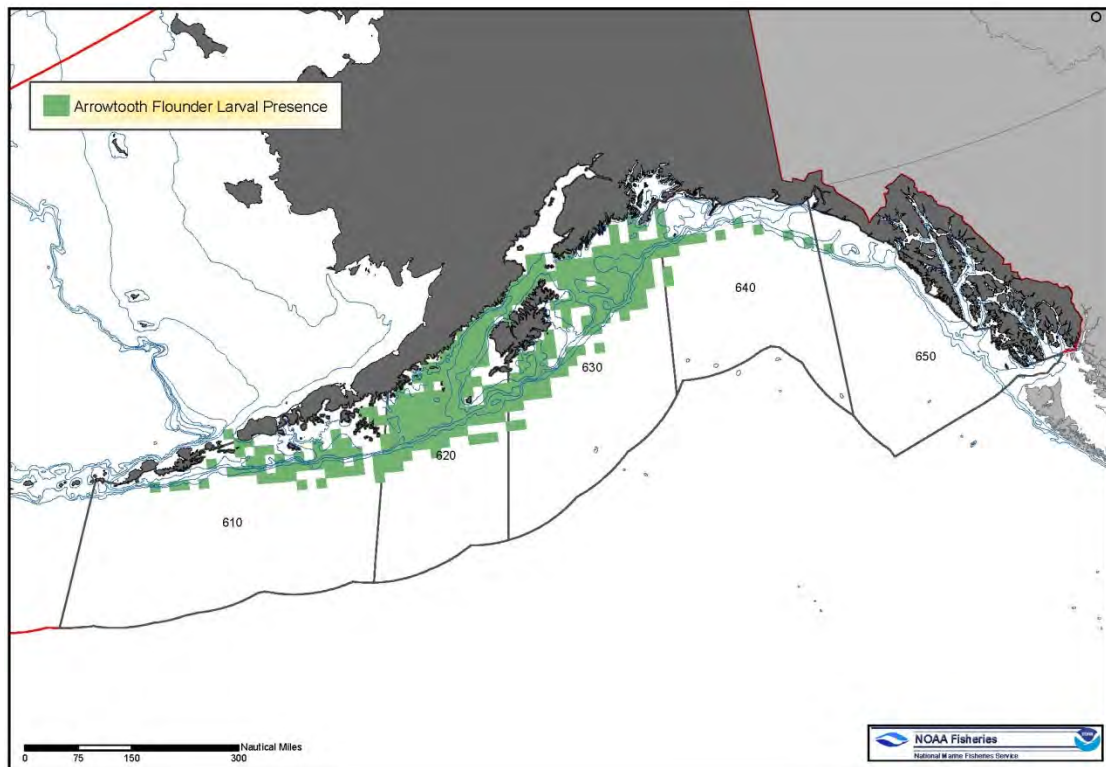 Arrowtooth Flounder Larval Presence
640
650
630
620
610
Nautical Miles
0 75 150 300
NOAA Fisheries
National Marine Fisheries Service